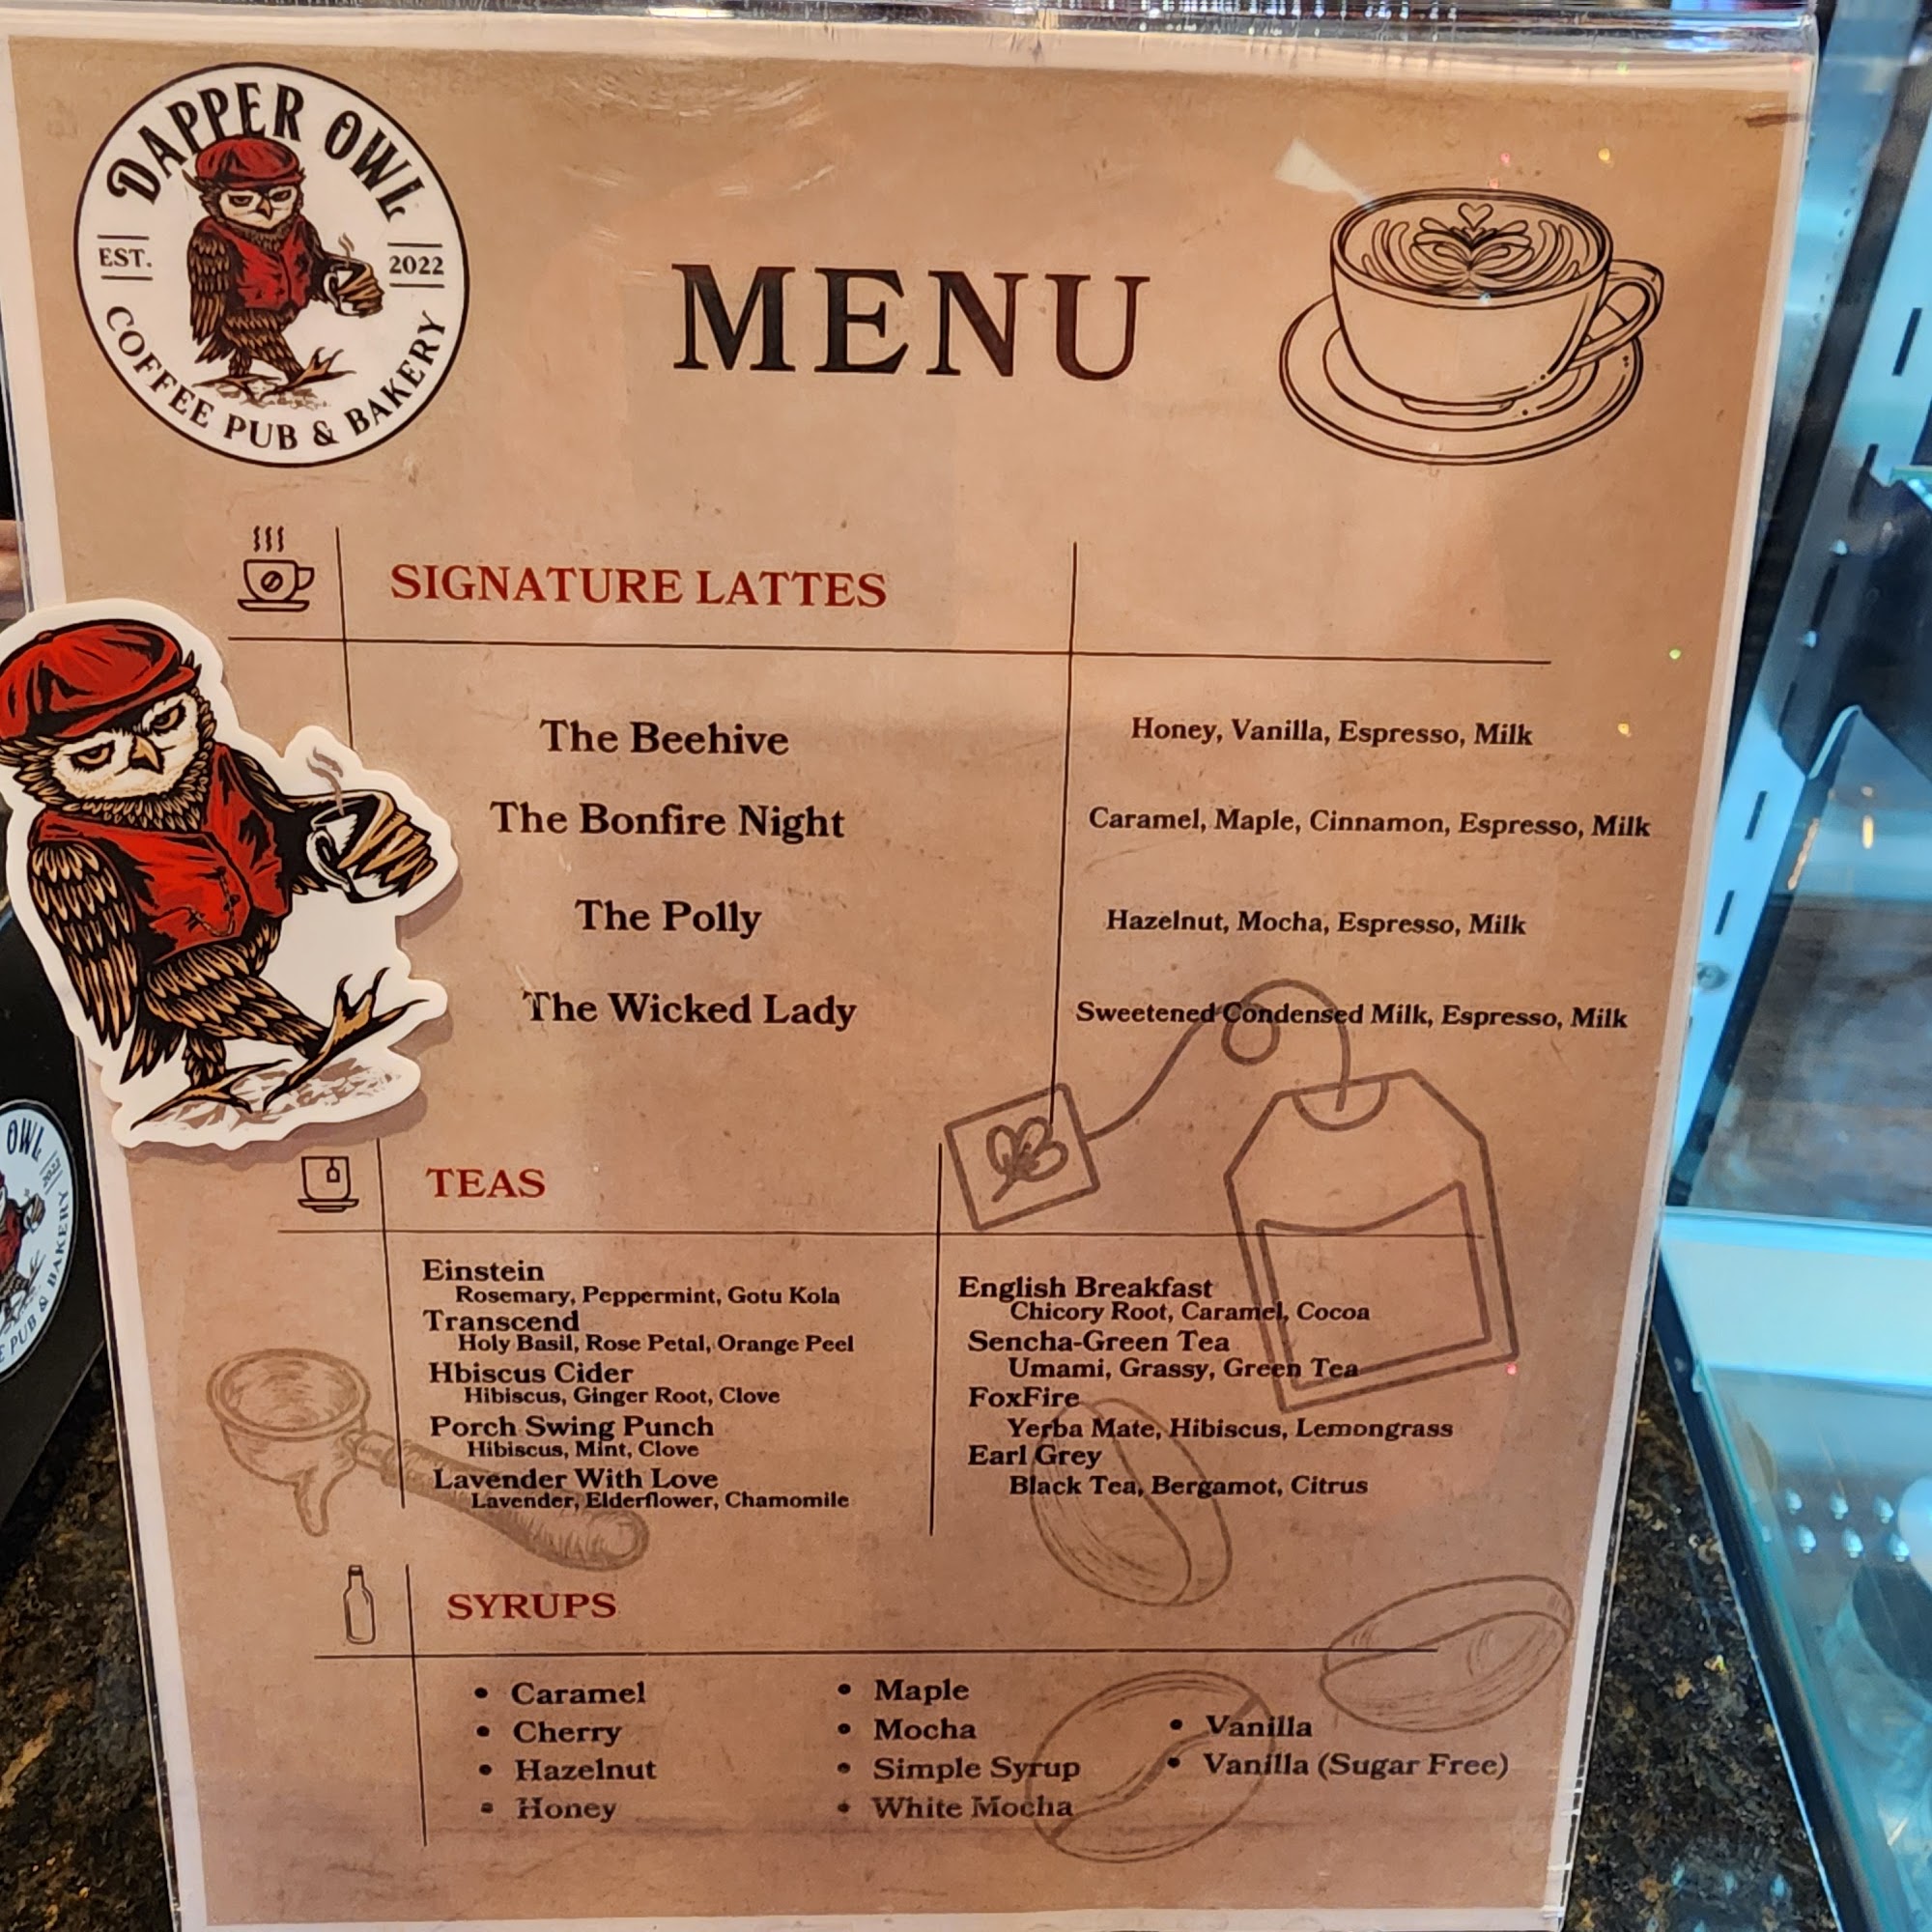 DAPPER OWL
EST. 2022
COFFEE PUB & BAKERY
MENU
SIGNATURE LATTES
The Beehive
Honey, Vanilla, Espresso, Milk
The Bonfire Night
Caramel, Maple, Cinnamon, Espresso, Milk
The Polly
Hazelnut, Mocha, Espresso, Milk
The Wicked Lady
Sweetened Condensed Milk, Espresso, Milk
OWL
2022
PUB & BAKERY
TEAS
Einstein
Rosemary, Peppermint, Gotu Kola
Transcend
Holy Basil, Rose Petal, Orange Peel
Hbiscus Cider
Hibiscus, Ginger Root, Clove
Porch Swing Punch
Hibiscus, Mint, Clove
Lavender With Love
Lavender, Elderflower, Chamomile
English Breakfast
Chicory Root, Caramel, Cocoa
Sencha-Green Tea
Umami, Grassy, Green Tea
FoxFire
Yerba Mate, Hibiscus, Lemongrass
Earl Grey
Black Tea, Bergamot, Citrus
SYRUPS
• Caramel
• Cherry
• Hazelnut
• Honey
• Maple
• Mocha
• Simple Syrup
• White Mocha
• Vanilla
• Vanilla (Sugar Free)